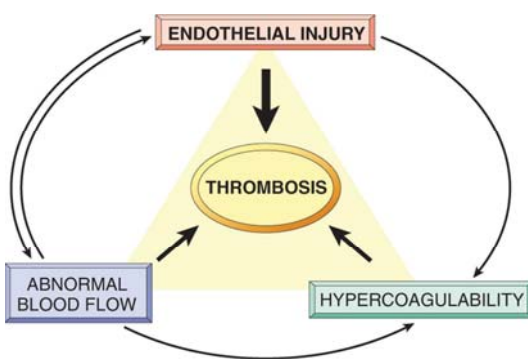 ENDOTHELIAL INJURY
THROMBOSIS
ABNORMAL
BLOOD FLOW
HYPERCOAGULABILITY